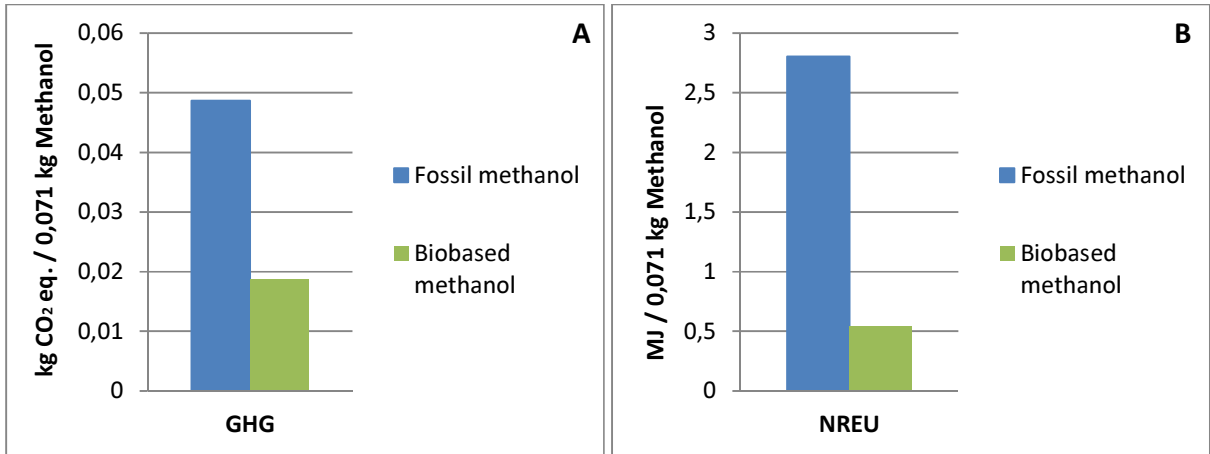 A
kg CO₂ eq. / 0,071 kg Methanol
0,06
0,05
0,04
0,03
0,02
0,01
0
GHG
Fossil methanol
Biobased
methanol
B
MJ / 0,071 kg Methanol
3
2,5
2
1,5
1
0,5
0
NREU
Fossil methanol
Biobased
methanol